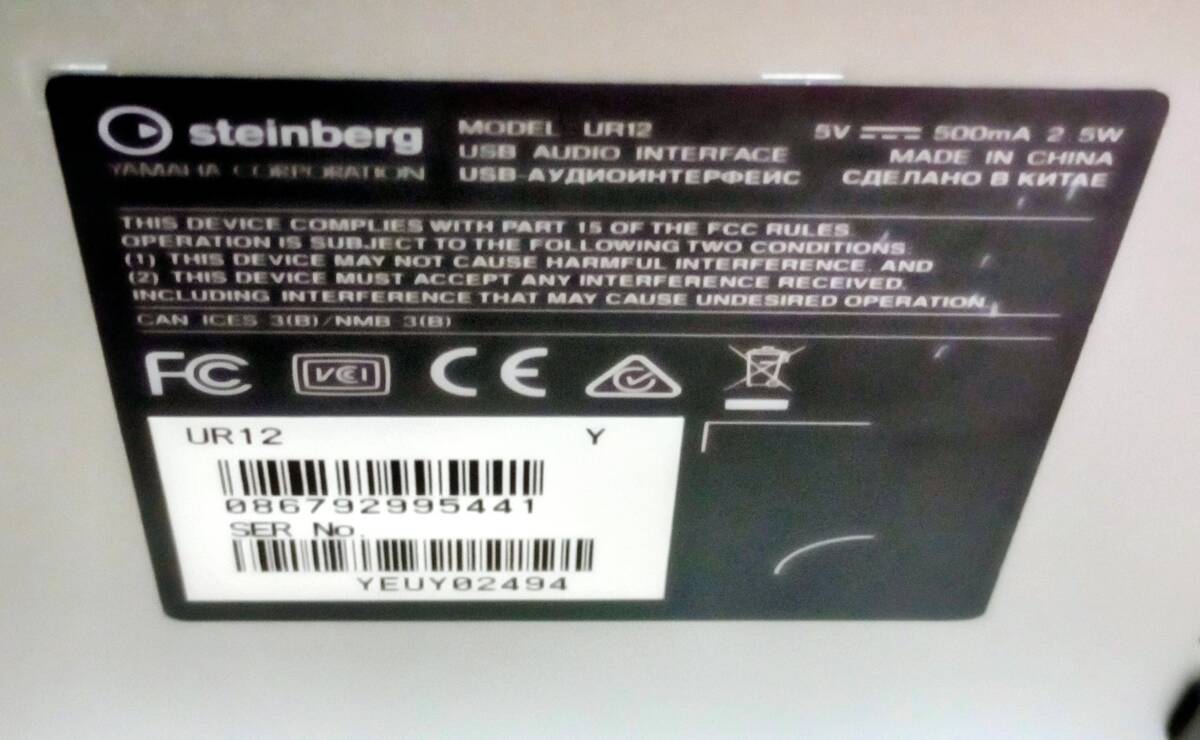 steinberg
YAMAHA CORPORATION
MODEL UR12
USB AUDIO INTERFACE
USB-АУДИОИНТЕРФЕЙС
5V 500mA 2.5W
MADE IN CHINA
СДЕЛАНО В КИТАЕ
THIS DEVICE COMPLIES WITH PART 15 OF THE FCC RULES.
OPERATION IS SUBJECT TO THE FOLLOWING TWO CONDITIONS:
(1) THIS DEVICE MAY NOT CAUSE HARMFUL INTERFERENCE, AND
(2) THIS DEVICE MUST ACCEPT ANY INTERFERENCE RECEIVED,
INCLUDING INTERFERENCE THAT MAY CAUSE UNDESIRED OPERATION.
CAN ICES-3(B)/NMB-3(B)
FC VCI CE
UR12 Y
086792995441
SER No.
YEUY02494